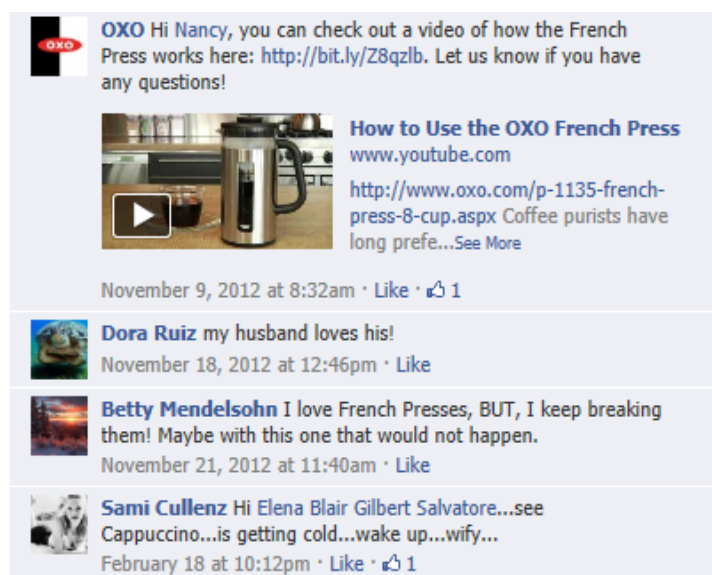 OXO
OXO Hi Nancy, you can check out a video of how the French
Press works here: http://bit.ly/Z8qzlb. Let us know if you have
any questions!
How to Use the OXO French Press
www.youtube.com
http://www.oxo.com/p-1135-french-
press-8-cup.aspx Coffee purists have
long prefe...See More
November 9, 2012 at 8:32am · Like · 1
Dora Ruiz my husband loves his!
November 18, 2012 at 12:46pm · Like
Betty Mendelsohn I love French Presses, BUT, I keep breaking
them! Maybe with this one that would not happen.
November 21, 2012 at 11:40am · Like
Sami Cullenz Hi Elena Blair Gilbert Salvatore...see
Cappuccino...is getting cold...wake up...wify...
February 18 at 10:12pm · Like · 1